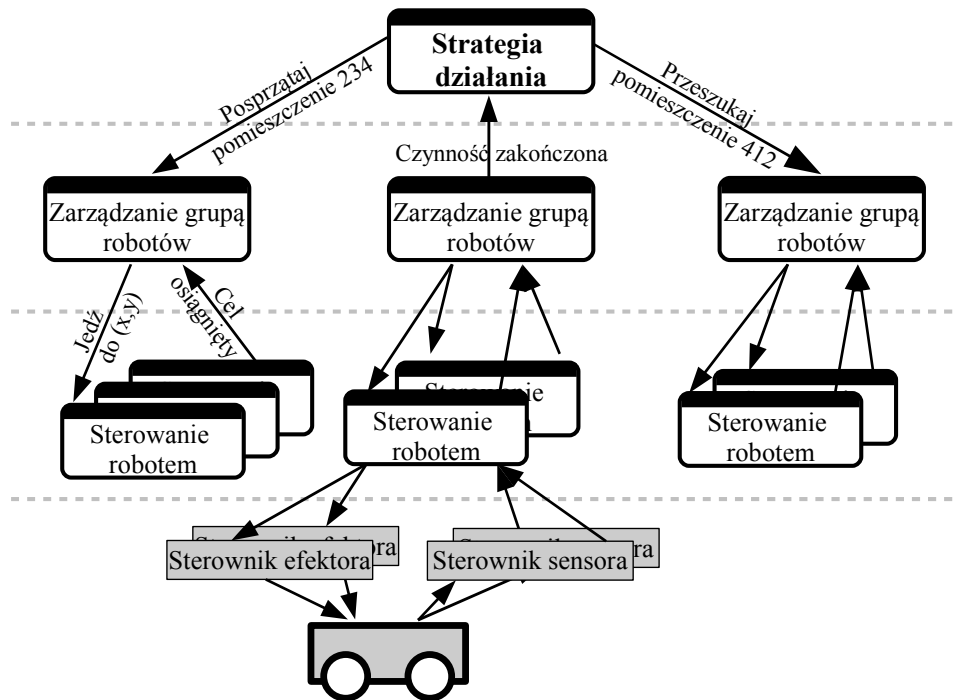 Strategia
działania
Posprzątaj
pomieszczenie 234
Przeszukaj
pomieszczenie 412
Czynność zakończona
Zarządzanie grupą
robotów
Zarządzanie grupą
robotów
Zarządzanie grupą
robotów
Jedź
do (x,y)
Cel
osiągnięty
Sterowanie
robotem
Sterowanie
robotem
Sterowanie
robotem
Sterownik efektora
Sterownik sensora